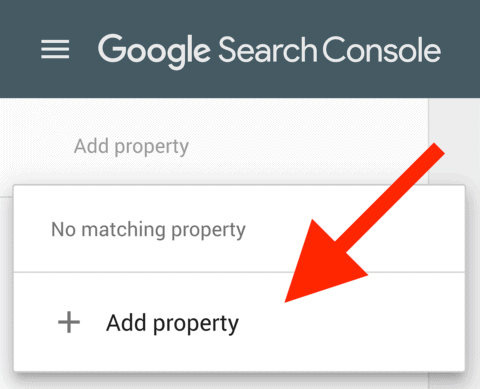 Google Search Console
Add property
No matching property
Add property